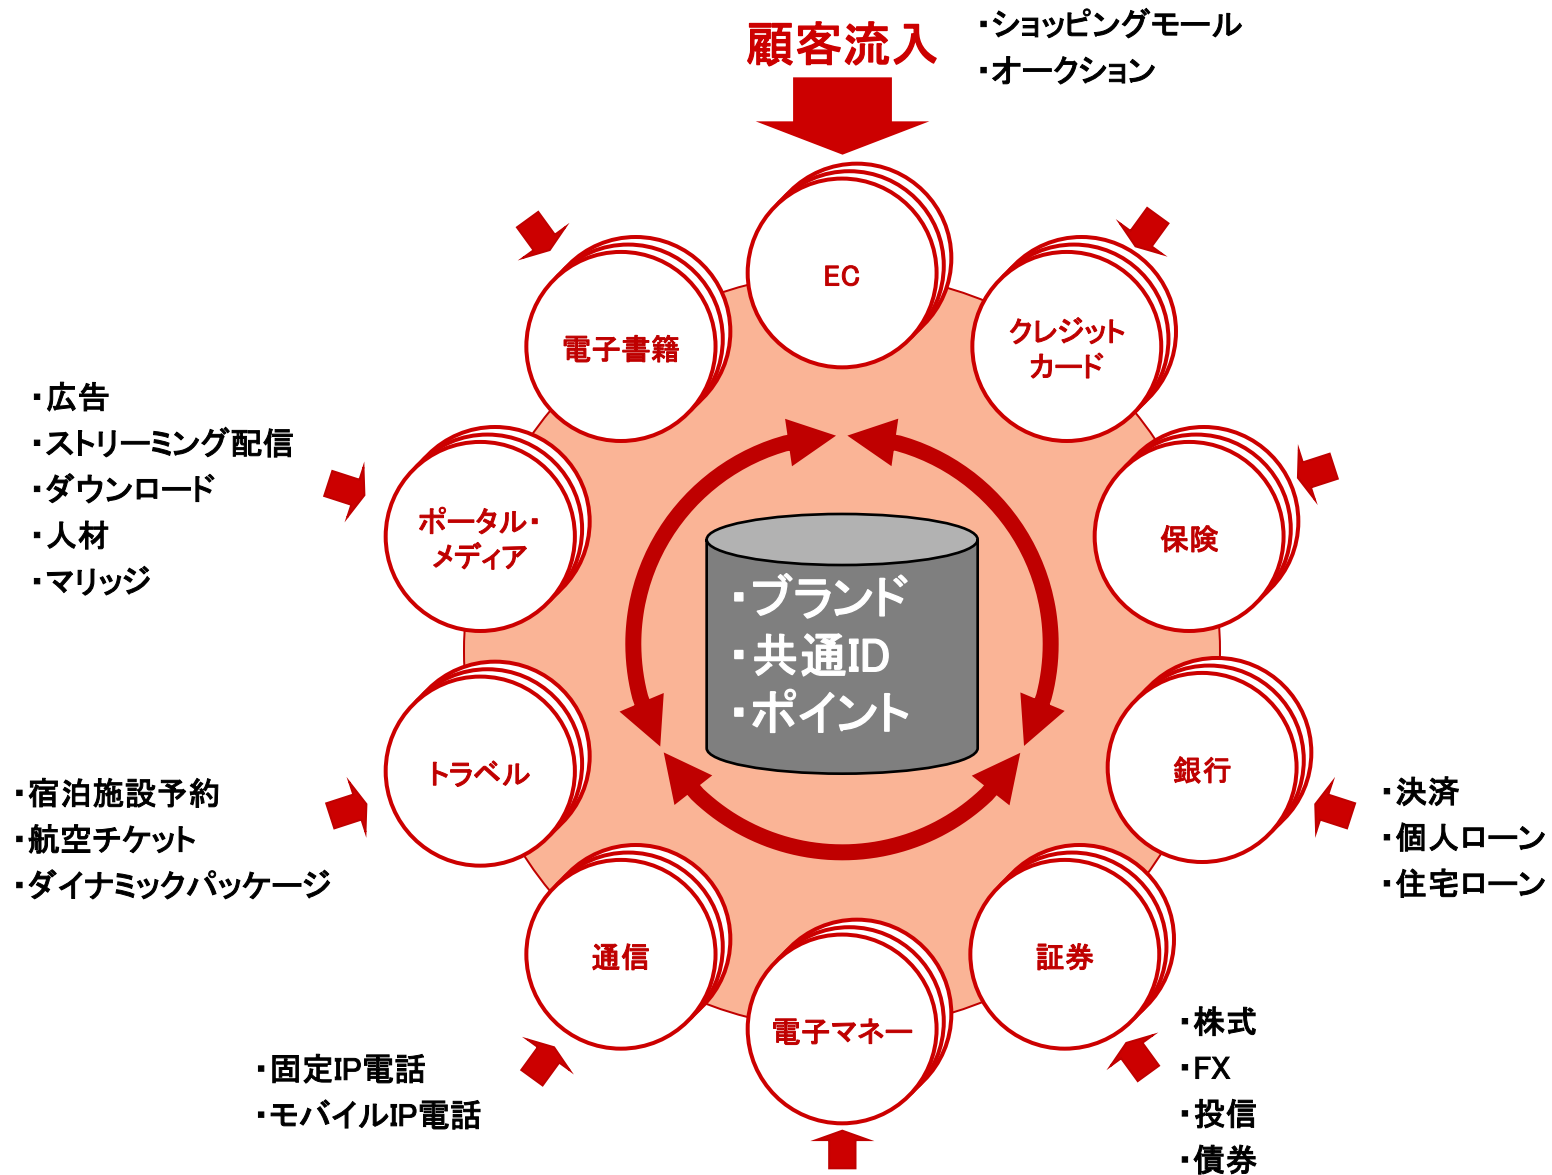 顧客流入
・ショッピングモール
・オークション
EC
クレジット
カード
電子書籍
・広告
・ストリーミング配信
・ダウンロード
・人材
・マリッジ
ポータル・
メディア
保険
・ブランド
・共通ID
・ポイント
トラベル
銀行
・宿泊施設予約
・航空チケット
・ダイナミックパッケージ
・決済
・個人ローン
・住宅ローン
通信
証券
電子マネー
・固定IP電話
・モバイルIP電話
・株式
・FX
・投信
・債券